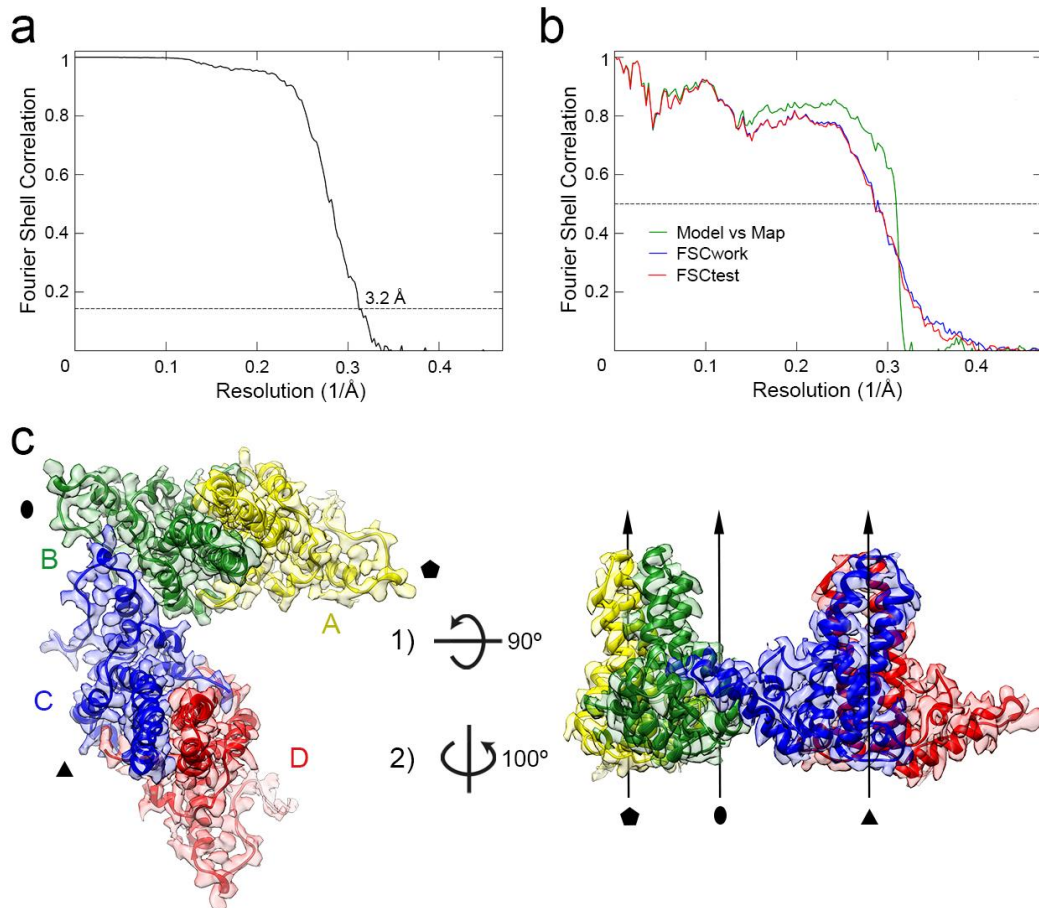 a
1
0.8
0.6
0.4
0.2
Fourier Shell Correlation
3.2 Å
0
0.1
0.2
0.3
0.4
Resolution (1/Å)
b
1
0.8
0.6
0.4
0.2
Fourier Shell Correlation
Model vs Map
FSCwork
FSCtest
0
0.1
0.2
0.3
0.4
Resolution (1/Å)
c
B
A
C
D
1) 90º
2) 100º